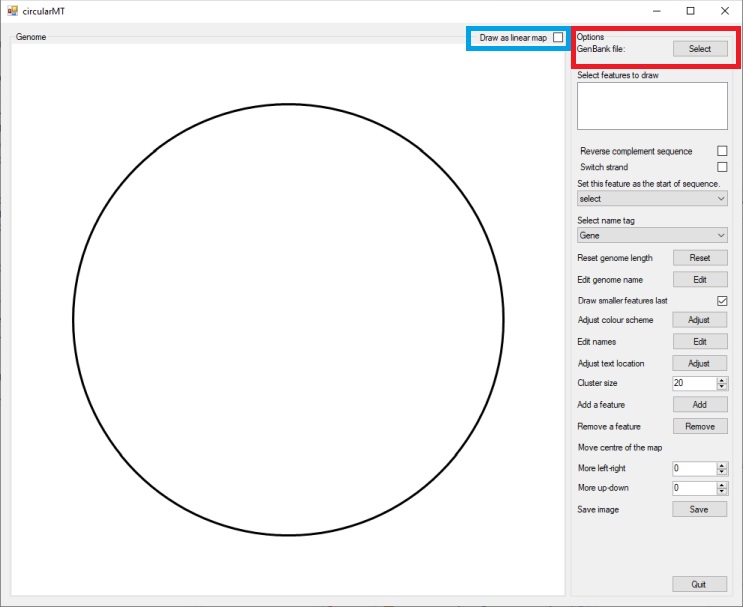 circularMT
Genome
Draw as linear map
Options
GenBank file: Select
Select features to draw
Reverse complement sequence
Switch strand
Set this feature as the start of sequence.
select
Select name tag
Gene
Reset genome length Reset
Edit genome name Edit
Draw smaller features last
Adjust colour scheme Adjust
Edit names Edit
Adjust text location Adjust
Cluster size 20
Add a feature Add
Remove a feature Remove
Move centre of the map
More left-right 0
More up-down 0
Save image Save
Quit